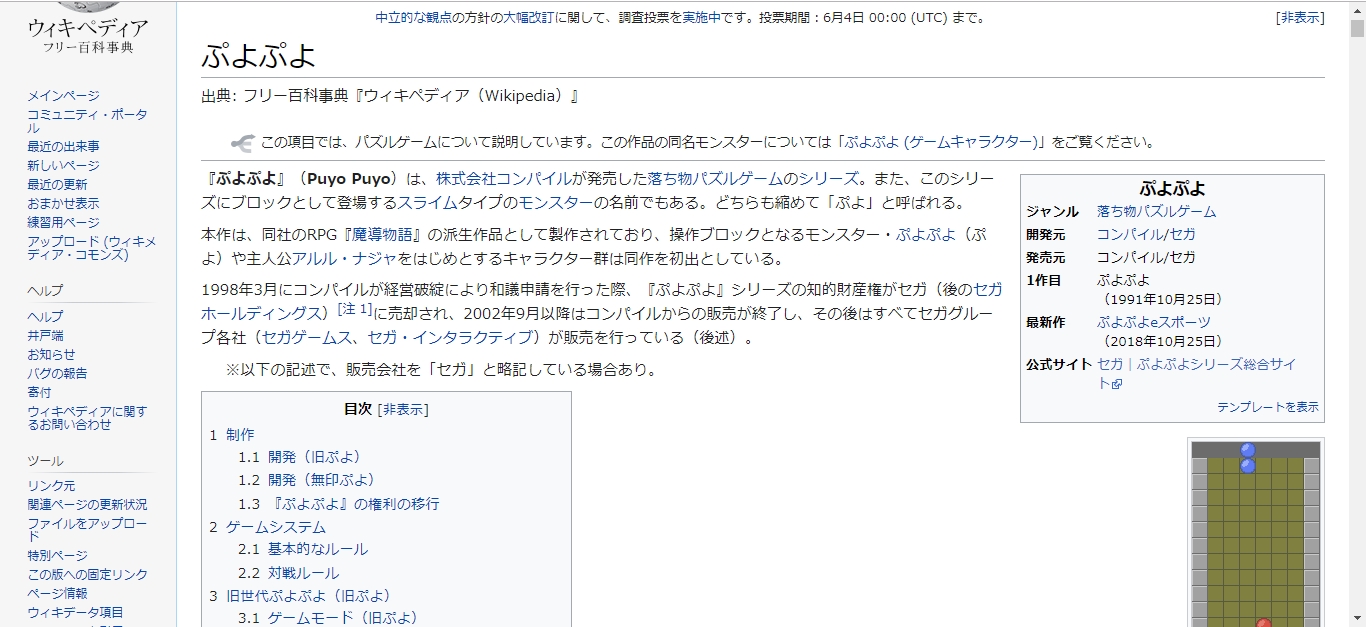 ウィキペディア
フリー百科事典
メインページ
コミュニティ・ポータ
ル
最近の出来事
新しいページ
最近の更新
おまかせ表示
練習用ページ
アップロード (ウィキメ
ディア・コモンズ)
ヘルプ
ヘルプ
井戸端
お知らせ
バグの報告
寄付
ウィキペディアに関す
るお問い合わせ
ツール
リンク元
関連ページの更新状況
ファイルをアップロー
ド
特別ページ
この版への固定リンク
ページ情報
ウィキデータ項目
中立的な観点の方針の大幅改訂に関して、調査投票を実施中です。投票期間：6月4日 00:00 (UTC) まで。
[非表示]
ぷよぷよ
出典: フリー百科事典『ウィキペディア（Wikipedia）』
この項目では、パズルゲームについて説明しています。この作品の同名モンスターについては「ぷよぷよ (ゲームキャラクター)」をご覧ください。
『ぷよぷよ』（Puyo Puyo）は、株式会社コンパイルが発売した落ち物パズルゲームのシリーズ。また、このシリー
ズにブロックとして登場するスライムタイプのモンスターの名前でもある。どちらも縮めて「ぷよ」と呼ばれる。
本作は、同社のRPG『魔導物語』の派生作品として製作されており、操作ブロックとなるモンスター・ぷよぷよ（ぷ
よ）や主人公アルル・ナジャをはじめとするキャラクター群は同作を初出としている。
1998年3月にコンパイルが経営破綻により和議申請を行った際、『ぷよぷよ』シリーズの知的財産権がセガ（後のセガ
ホールディングス）[注 1]に売却され、2002年9月以降はコンパイルからの販売が終了し、その後はすべてセガグルー
プ各社（セガゲームス、セガ・インタラクティブ）が販売を行っている（後述）。
※以下の記述で、販売会社を「セガ」と略記している場合あり。
目次 [非表示]
1 制作
1.1 開発（旧ぷよ）
1.2 開発（無印ぷよ）
1.3 『ぷよぷよ』の権利の移行
2 ゲームシステム
2.1 基本的なルール
2.2 対戦ルール
3 旧世代ぷよぷよ（旧ぷよ）
3.1 ゲームモード（旧ぷよ）
ぷよぷよ
ジャンル 落ち物パズルゲーム
開発元 コンパイル/セガ
発売元 コンパイル/セガ
1作目 ぷよぷよ
（1991年10月25日）
最新作 ぷよぷよeスポーツ
（2018年10月25日）
公式サイト セガ｜ぷよぷよシリーズ総合サイ
ト
テンプレートを表示